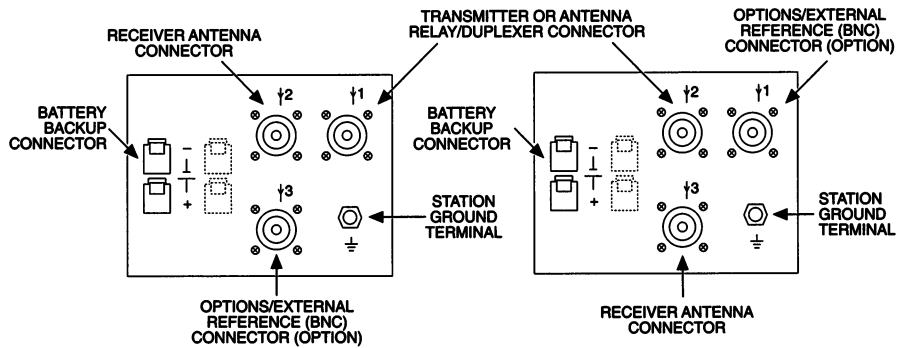 TRANSMITTER OR ANTENNA
RELAY/DUPLEXER CONNECTOR
OPTIONS/EXTERNAL
REFERENCE (BNC)
CONNECTOR (OPTION)
RECEIVER ANTENNA
CONNECTOR
2
1
BATTERY
BACKUP
CONNECTOR
-
+
3
STATION
GROUND
TERMINAL
OPTIONS/EXTERNAL
REFERENCE (BNC)
CONNECTOR (OPTION)
2
1
BATTERY
BACKUP
CONNECTOR
-
+
3
STATION
GROUND
TERMINAL
RECEIVER ANTENNA
CONNECTOR